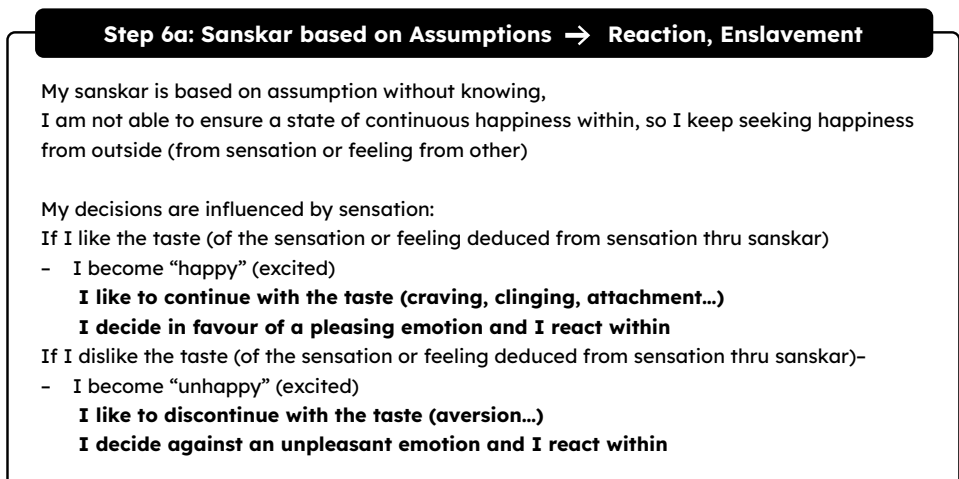 Step 6a: Sanskar based on Assumptions → Reaction, Enslavement
My sanskar is based on assumption without knowing,
I am not able to ensure a state of continuous happiness within, so I keep seeking happiness
from outside (from sensation or feeling from other)
My decisions are influenced by sensation:
If I like the taste (of the sensation or feeling deduced from sensation thru sanskar)
– I become “happy” (excited)
I like to continue with the taste (craving, clinging, attachment…)
I decide in favour of a pleasing emotion and I react within
If I dislike the taste (of the sensation or feeling deduced from sensation thru sanskar)–
– I become “unhappy” (excited)
I like to discontinue with the taste (aversion…)
I decide against an unpleasant emotion and I react within